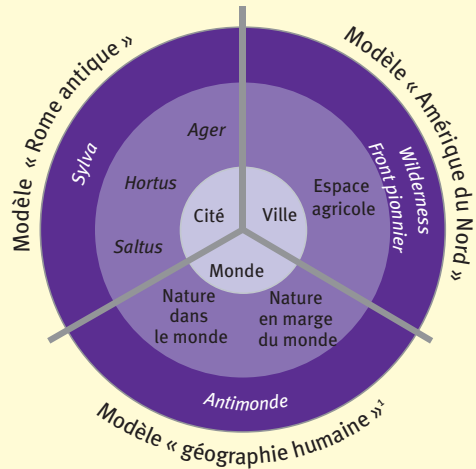 Modèle « Rome antique »
Sylva
Ager
Hortus
Saltus
Cité
Modèle « Amérique du Nord »
Wilderness
Front pionnier
Espace
agricole
Ville
Monde
Nature
dans
le monde
Nature
en marge
du monde
Antimonde
Modèle « géographie humaine »¹